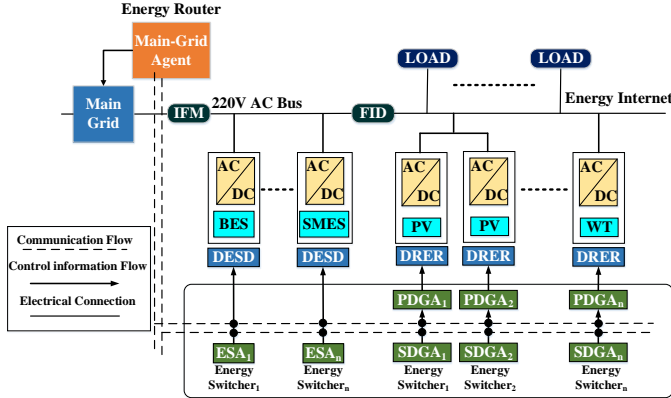 Energy Router
Main-Grid
Agent
LOAD
LOAD
Main
Grid
IFM
220V AC Bus
FID
Energy Internet
AC
DC
AC
DC
AC
DC
AC
DC
AC
DC
BES
SMES
PV
PV
WT
DESD
DESD
DRER
DRER
DRER
Communication Flow
Control information Flow
Electrical Connection
PDGA1
PDGA2
PDGAn
ESA1
ESAn
SDGA1
SDGA2
SDGAn
Energy
Switcher1
Energy
Switchern
Energy
Switcher1
Energy
Switcher2
Energy
Switchern